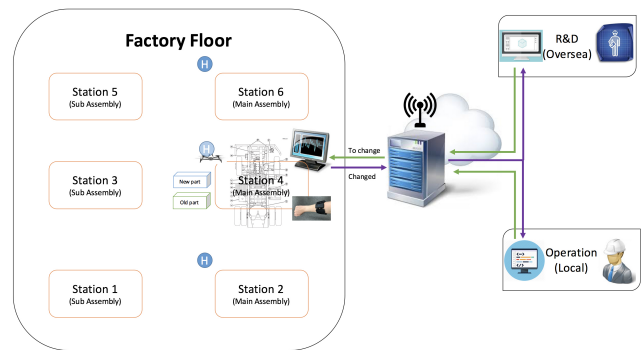 Factory Floor
H
Station 5
(Sub Assembly)
Station 6
(Main Assembly)
H
Station 3
(Sub Assembly)
New part
Old part
Station 4
(Main Assembly)
To change
Changed
H
Station 1
(Sub Assembly)
Station 2
(Main Assembly)
R&D
(Oversea)
Operation
(Local)